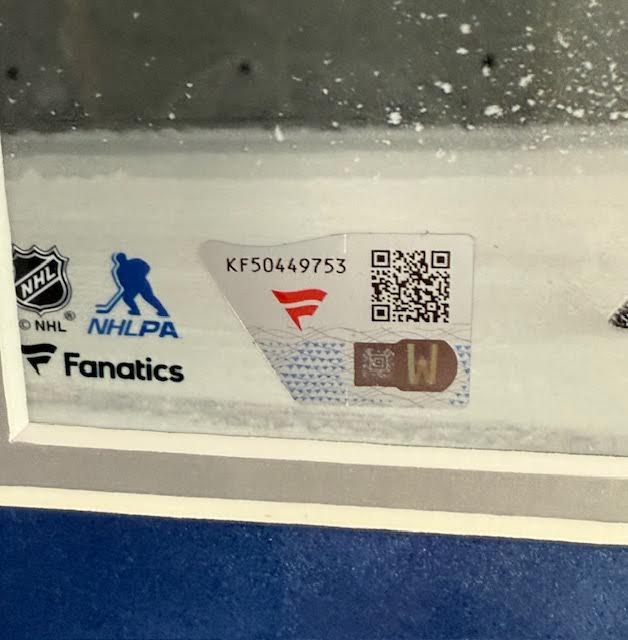 KF50449753
NHL
© NHL®
NHLPA
Fanatics
W